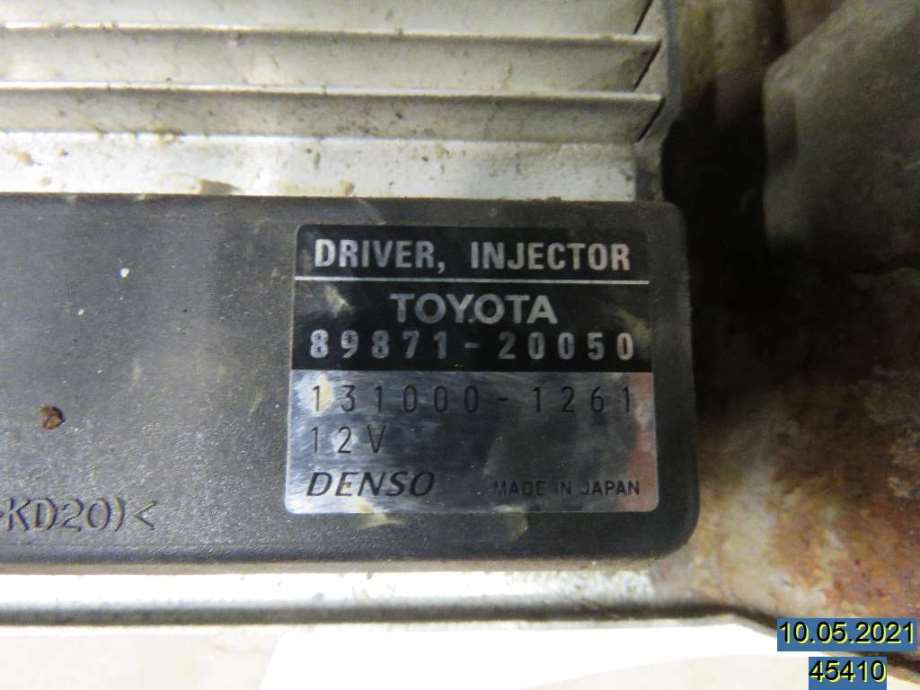 DRIVER, INJECTOR
TOYOTA
89871-20050
131000-1261
12V
DENSO MADE IN JAPAN
KD20)<
10.05.2021
45410